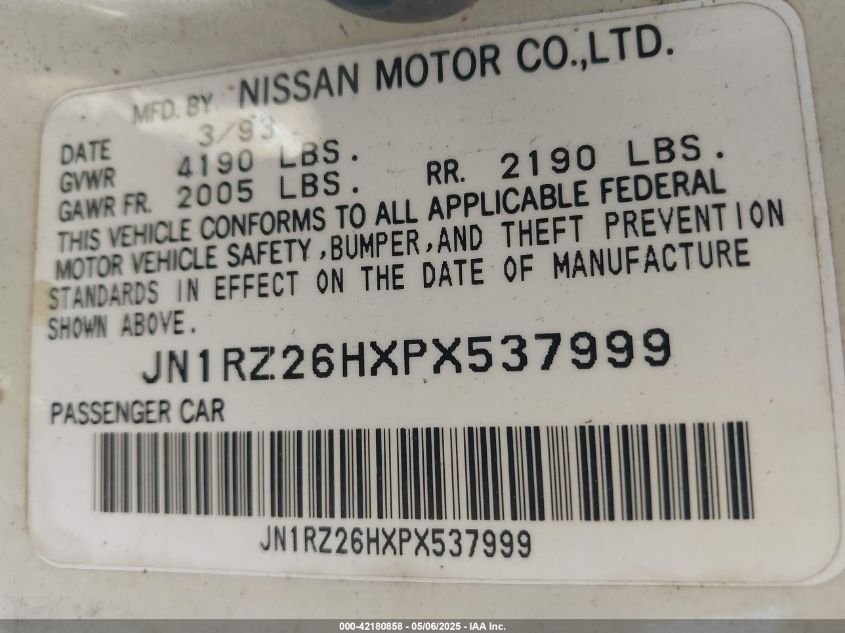 MFD. BY NISSAN MOTOR CO.,LTD.
DATE 3/93
GVWR 4190 LBS.
GAWR FR. 2005 LBS. RR. 2190 LBS.
THIS VEHICLE CONFORMS TO ALL APPLICABLE FEDERAL
MOTOR VEHICLE SAFETY,BUMPER,AND THEFT PREVENTION
STANDARDS IN EFFECT ON THE DATE OF MANUFACTURE
SHOWN ABOVE.
JN1RZ26HXPX537999
PASSENGER CAR
JN1RZ26HXPX537999
000-42180858 - 05/06/2025 - IAA Inc.